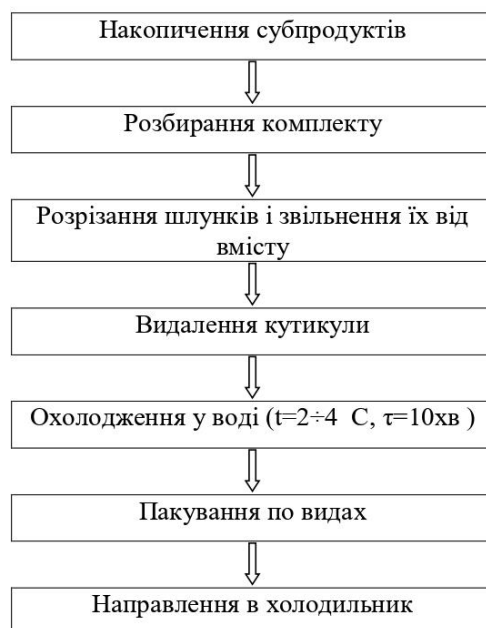 Накопичення субпродуктів
Розбирання комплекту
Розрізання шлунків і звільнення їх від
вмісту
Видалення кутикули
Охолодження у воді (t=2÷4 С, τ=10хв )
Пакування по видах
Направлення в холодильник